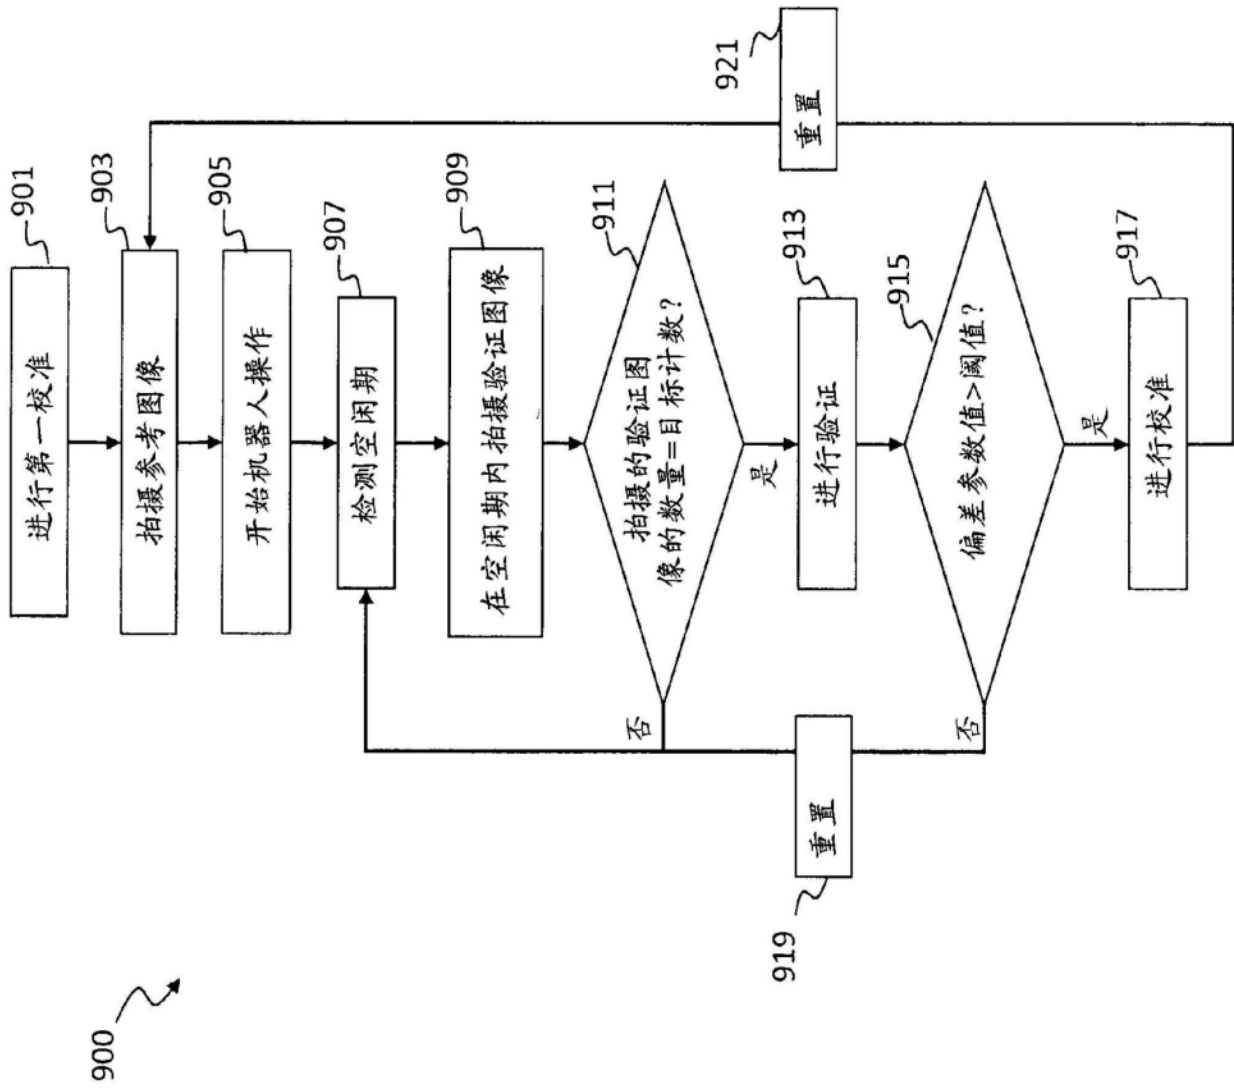 900
进行第一校准
901
拍摄参考图像
903
开始机器人操作
905
检测空闲期
907
在空闲期内拍摄验证图像
909
拍摄的验证图
像的数量=目标计数?
911
否
是
进行验证
913
偏差参数值>阈值?
915
否
是
重置
919
进行校准
917
重置
921